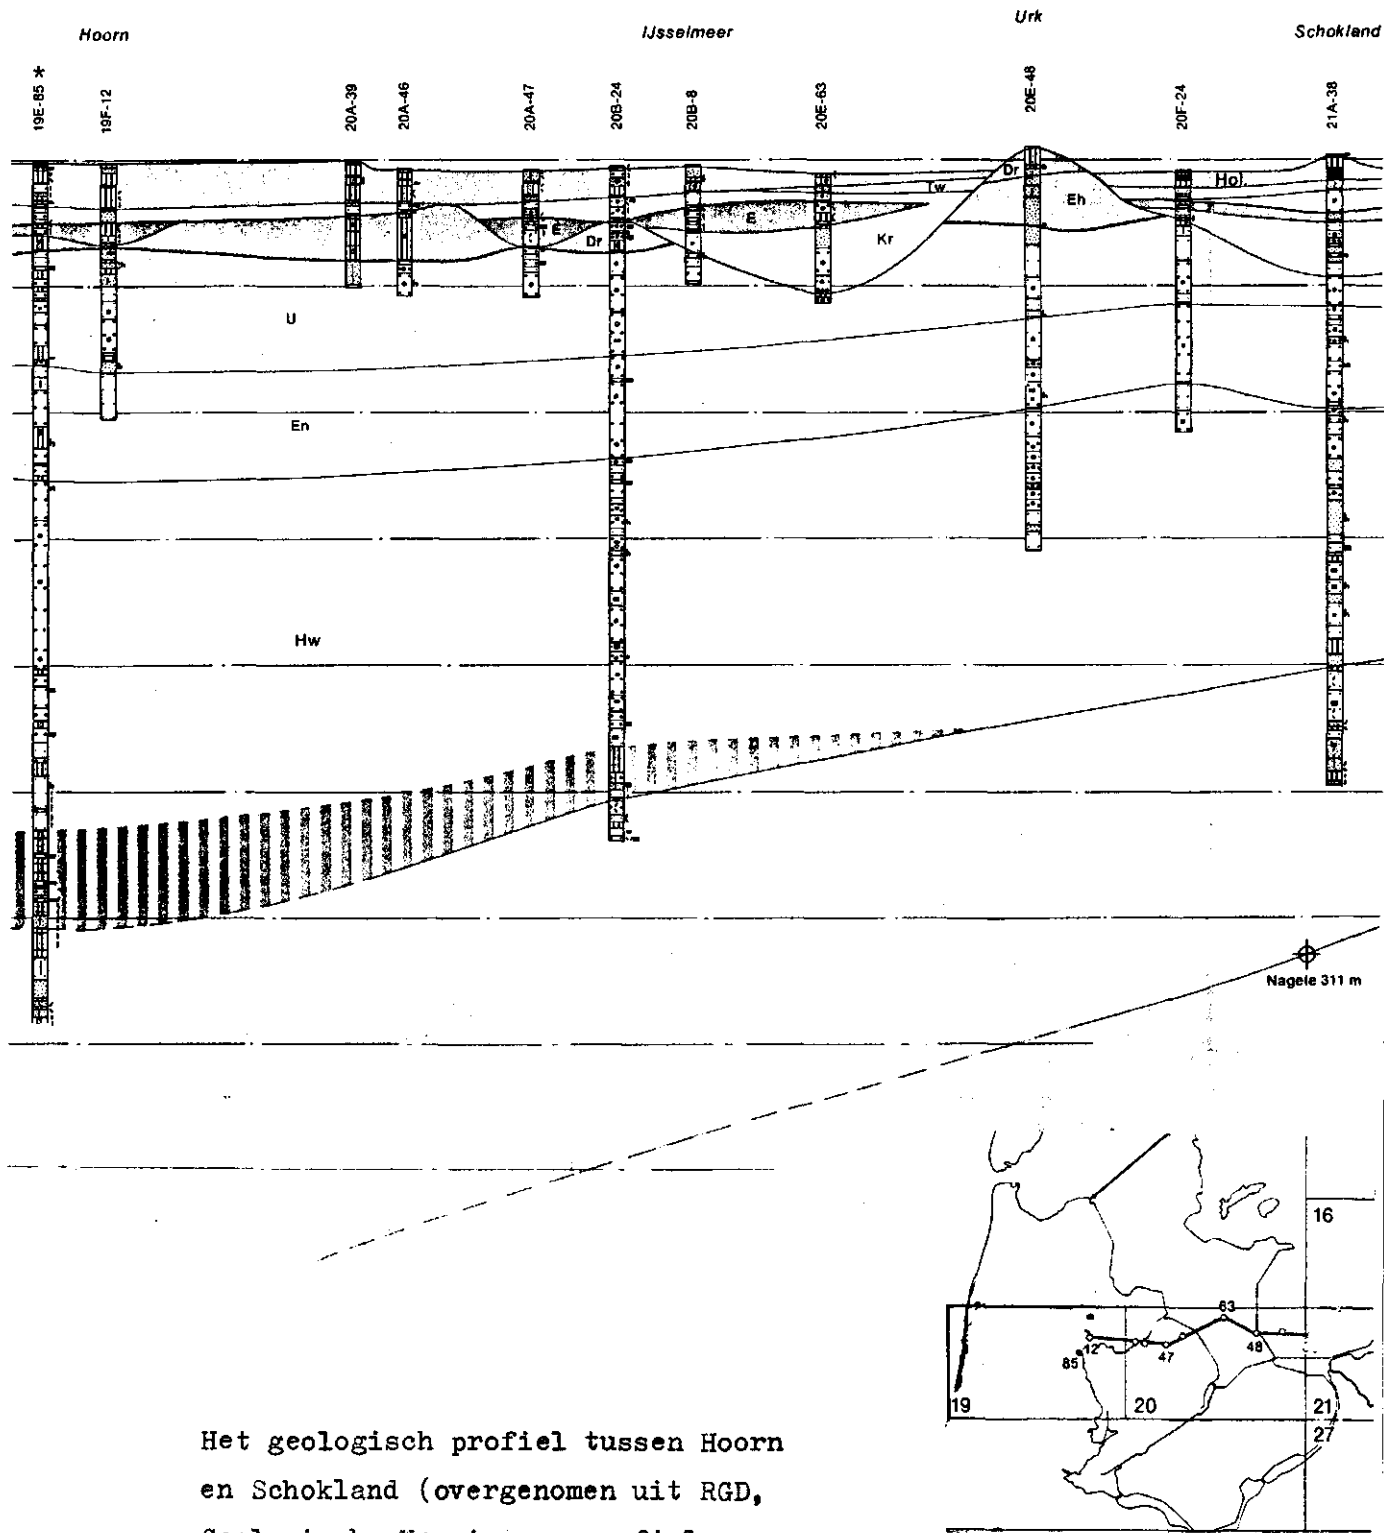 Hoorn
IJsselmeer
Urk
Schokland
19E-85 *
19F-12
20A-39
20A-46
20A-47
20B-24
20B-8
20E-63
20E-48
20F-24
21A-38
Dr
Tw
Hol.
Eh
E
E
Dr
Kr
U
En
Hw
Nagele 311 m
16
63
12
47
48
85
19
20
21
27
Het geologisch profiel tussen Hoorn
en Schokland (overgenomen uit RGD,